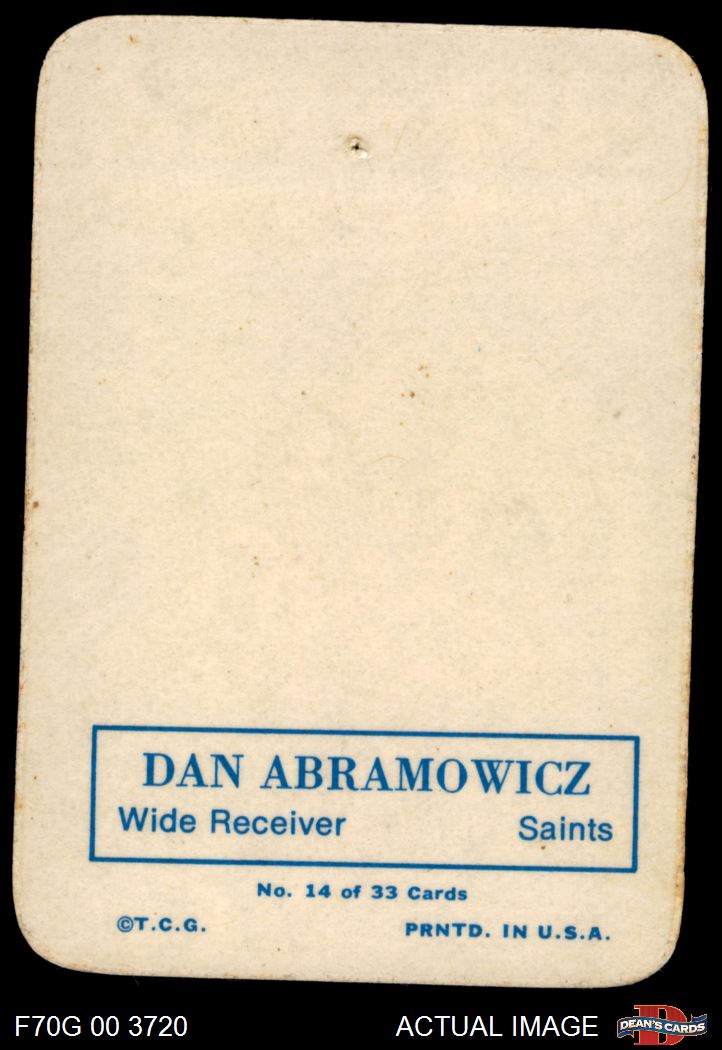 DAN ABRAMOWICZ
Wide Receiver Saints
No. 14 of 33 Cards
©T.C.G. PRNTD. IN U.S.A.
F70G 00 3720 ACTUAL IMAGE D DEAN'S CARDS